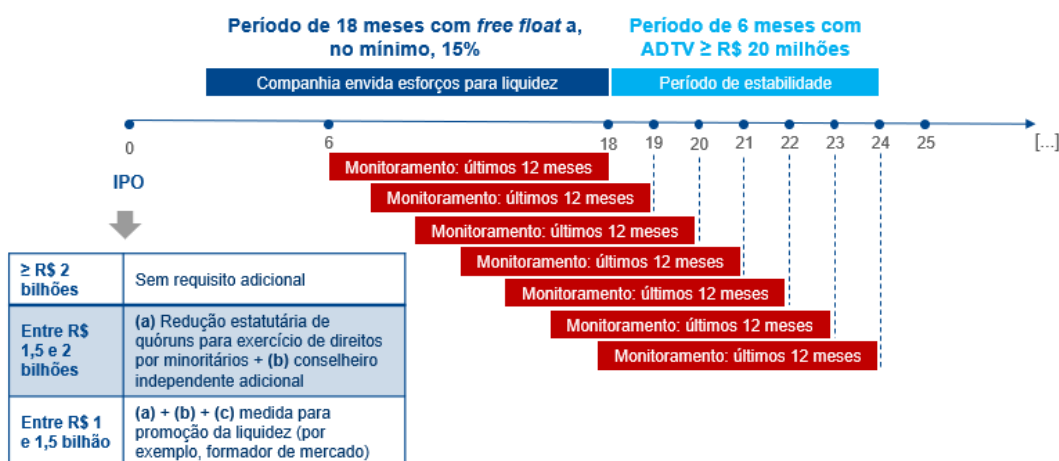 Período de 18 meses com free float a,
no mínimo, 15%
Período de 6 meses com
ADTV ≥ R$ 20 milhões
Companhia envida esforços para liquidez
Período de estabilidade
0
6
18
19
20
21
22
23
24
25
[...]
IPO
Monitoramento: últimos 12 meses
Monitoramento: últimos 12 meses
Monitoramento: últimos 12 meses
Monitoramento: últimos 12 meses
Monitoramento: últimos 12 meses
Monitoramento: últimos 12 meses
Monitoramento: últimos 12 meses
≥ R$ 2
bilhões
Sem requisito adicional
Entre R$
1,5 e 2
bilhões
(a) Redução estatutária de
quóruns para exercício de direitos
por minoritários + (b) conselheiro
independente adicional
Entre R$ 1
e 1,5 bilhão
(a) + (b) + (c) medida para
promoção da liquidez (por
exemplo, formador de mercado)